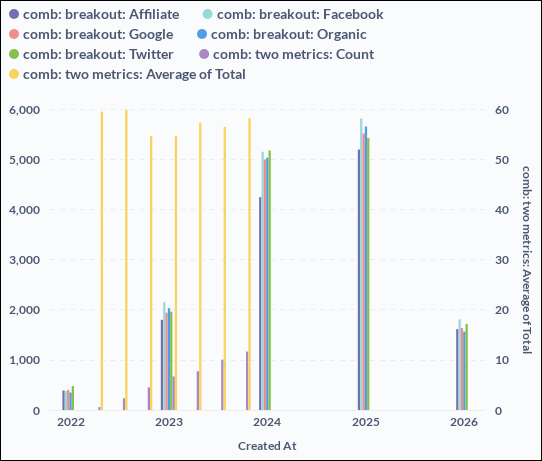 comb: breakout: Affiliate comb: breakout: Facebook
comb: breakout: Google comb: breakout: Organic
comb: breakout: Twitter comb: two metrics: Count
comb: two metrics: Average of Total
6,000 60
5,000 50
4,000 40
3,000 30
2,000 20
1,000 10
0 0
comb: two metrics: Average of Total
2022 2023 2024 2025 2026
Created At